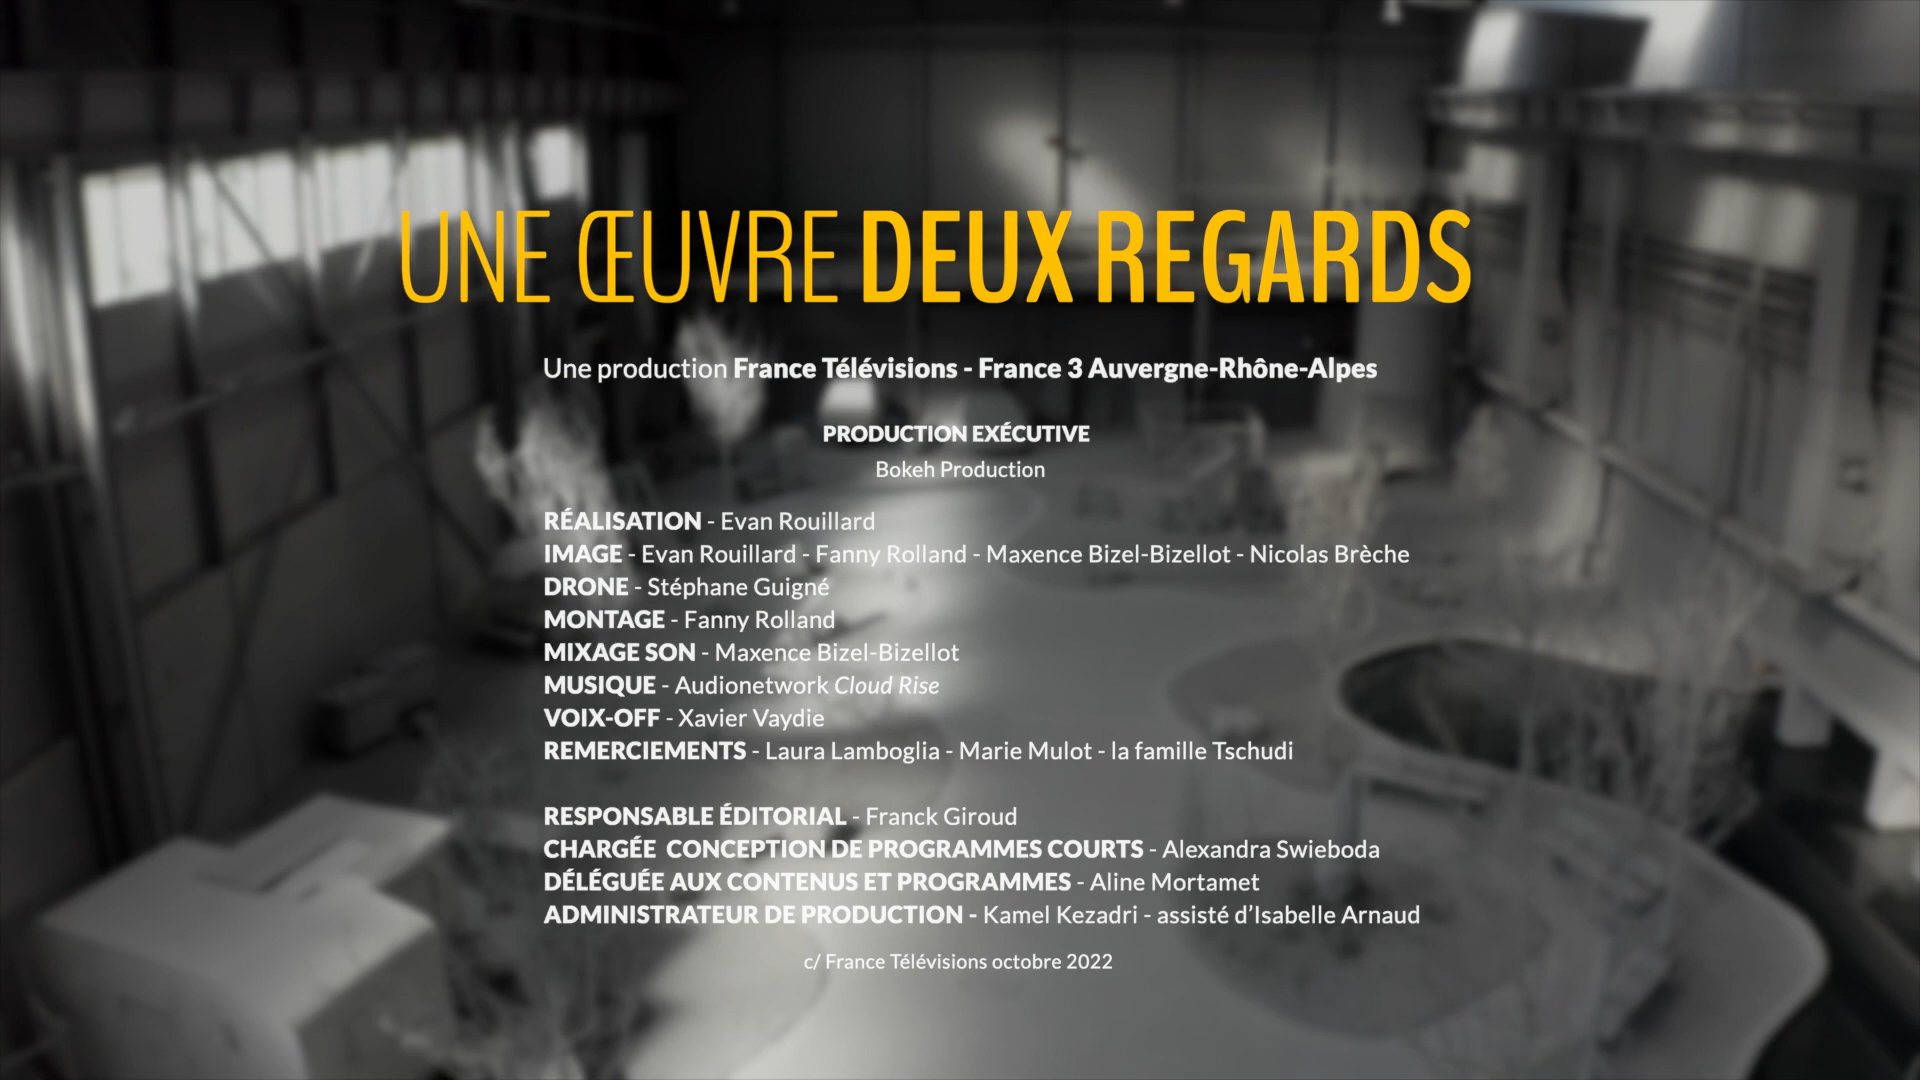 UNE ŒUVRE DEUX REGARDS
Une production France Télévisions - France 3 Auvergne-Rhône-Alpes
PRODUCTION EXÉCUTIVE
Bokeh Production
RÉALISATION - Evan Rouillard
IMAGE - Evan Rouillard - Fanny Rolland - Maxence Bizel-Bizellot - Nicolas Brèche
DRONE - Stéphane Guigné
MONTAGE - Fanny Rolland
MIXAGE SON - Maxence Bizel-Bizellot
MUSIQUE - Audionetwork Cloud Rise
VOIX-OFF - Xavier Vaydie
REMERCIEMENTS - Laura Lamboglia - Marie Mulot - la famille Tschudi
RESPONSABLE ÉDITORIAL - Franck Giroud
CHARGÉE CONCEPTION DE PROGRAMMES COURTS - Alexandra Swieboda
DÉLÉGUÉE AUX CONTENUS ET PROGRAMMES - Aline Mortamet
ADMINISTRATEUR DE PRODUCTION - Kamel Kezadri - assisté d’Isabelle Arnaud
c/ France Télévisions octobre 2022